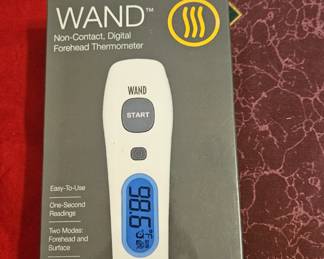 WAND™
Non-Contact, Digital
Forehead Thermometer
WAND
START
Easy-To-Use
One-Second
Readings
Two Modes:
Forehead and
Surface
98.6°F